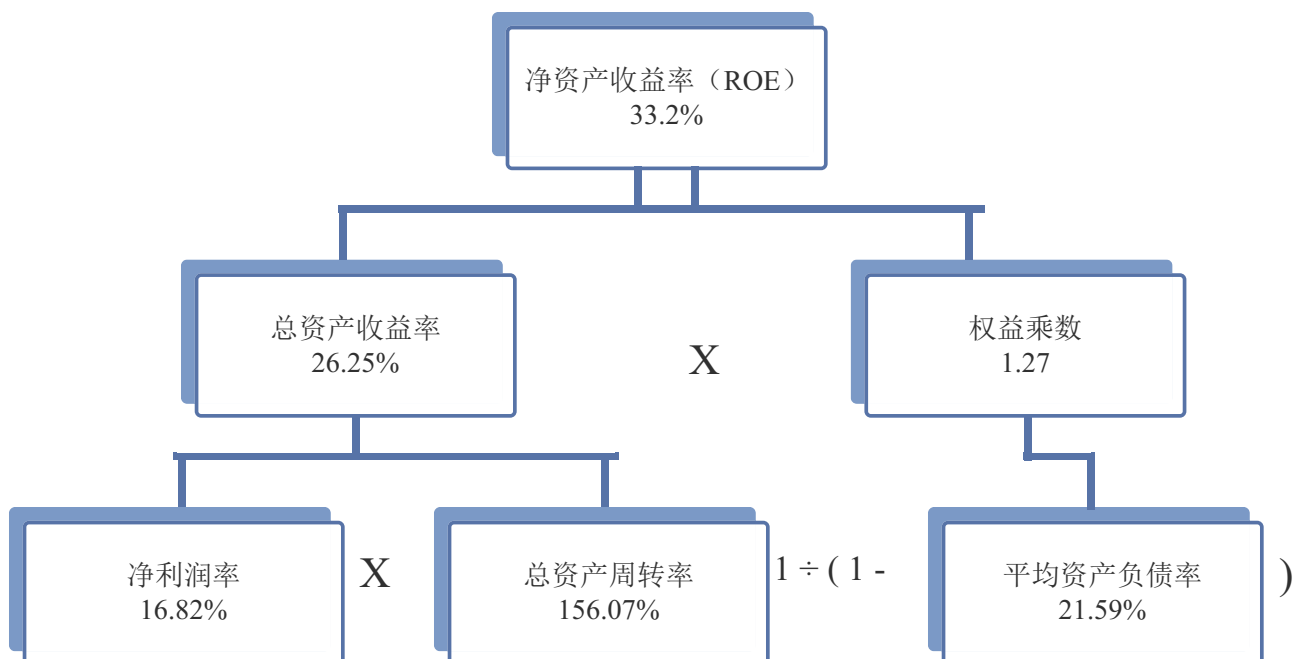 净资产收益率（ROE）
33.2%
总资产收益率
26.25%
X
权益乘数
1.27
净利润率
16.82%
X
总资产周转率
156.07%
1 ÷ ( 1 -
平均资产负债率
21.59%
)